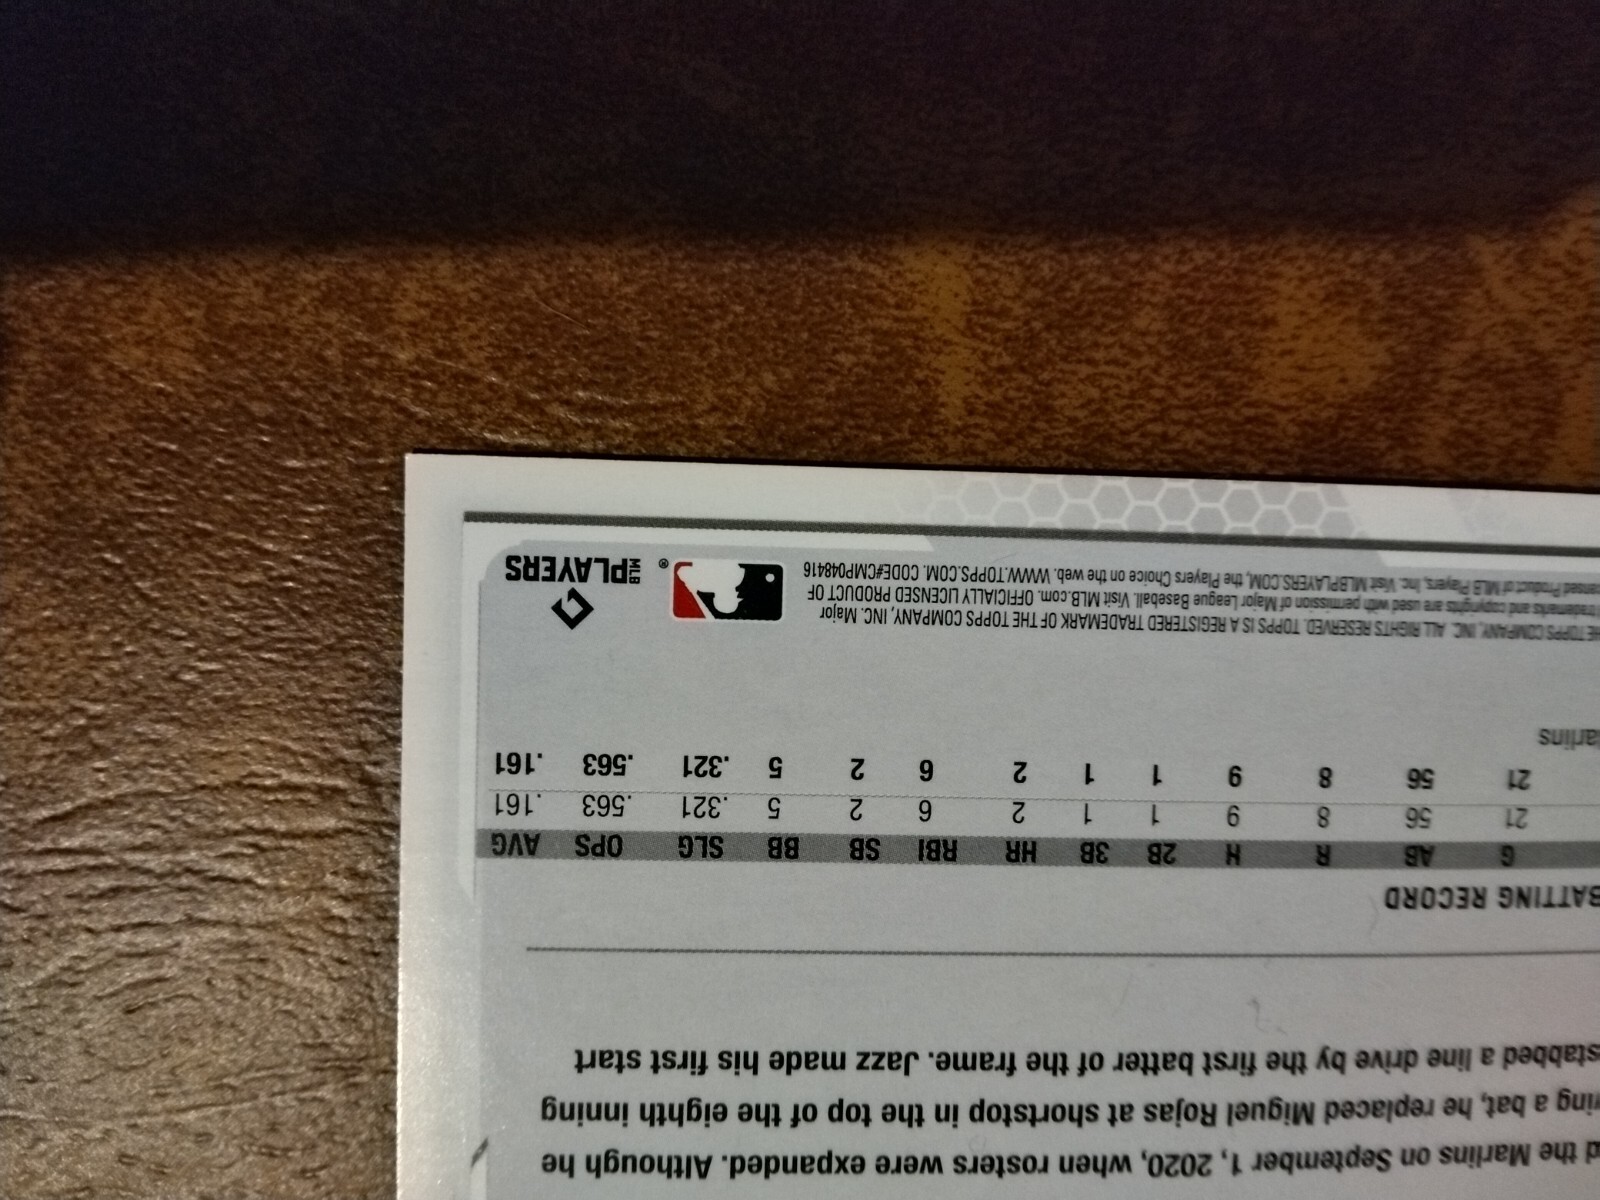 the Marlins on September 1, 2020, when rosters were expanded. Although he
a bat, he replaced Miguel Rojas at shortstop in the top of the eighth inning
stabbed a line drive by the first batter of the frame. Jazz made his first start
BATTING RECORD
G AB R H 2B 3B HR RBI SB BB SLG OPS AVG
21 56 8 9 1 1 2 6 2 5 .321 .563 .161
21 56 8 9 1 1 2 6 2 5 .321 .563 .161
arlins
HE TOPPS COMPANY, INC. ALL RIGHTS RESERVED. TOPPS IS A REGISTERED TRADEMARK OF THE TOPPS COMPANY, INC. Major
trademarks and copyrights are used with permission of Major League Baseball. Visit MLB.com. OFFICIALLY LICENSED PRODUCT OF
Product of MLB Players, Inc. Visit MLBPLAYERS.COM, the Players Choice on the web. WWW.TOPPS.COM. CODE#CMP048416
®
MLB PLAYERS